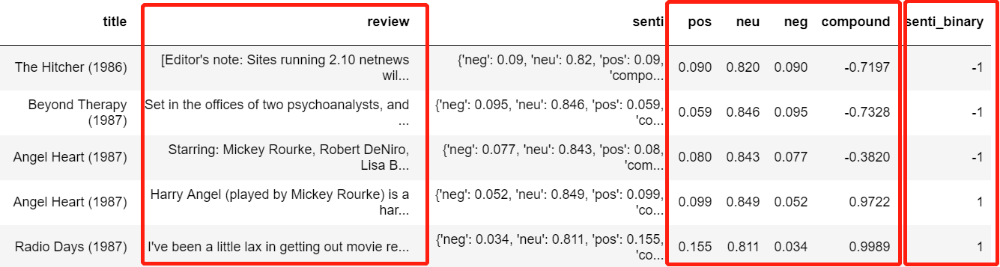 title review senti pos neu neg compound senti_binary
The Hitcher (1986) [Editor's note: Sites running 2.10 netnews {'neg': 0.09, 'neu': 0.82, 'pos': 0.09, 0.090 0.820 0.090 -0.7197 -1
wil... 'compo...
Beyond Therapy Set in the offices of two psychoanalysts, and {'neg': 0.095, 'neu': 0.846, 'pos': 0.059, 0.059 0.846 0.095 -0.7328 -1
(1987) ... 'co...
Angel Heart (1987) Starring: Mickey Rourke, Robert DeNiro, {'neg': 0.077, 'neu': 0.843, 'pos': 0.08, 0.080 0.843 0.077 -0.3820 -1
Lisa B... 'com...
Angel Heart (1987) Harry Angel (played by Mickey Rourke) is a {'neg': 0.052, 'neu': 0.849, 'pos': 0.099, 0.099 0.849 0.052 0.9722 1
har... 'co...
Radio Days (1987) I've been a little lax in getting out movie re... {'neg': 0.034, 'neu': 0.811, 'pos': 0.155, 0.155 0.811 0.034 0.9989 1
'co...